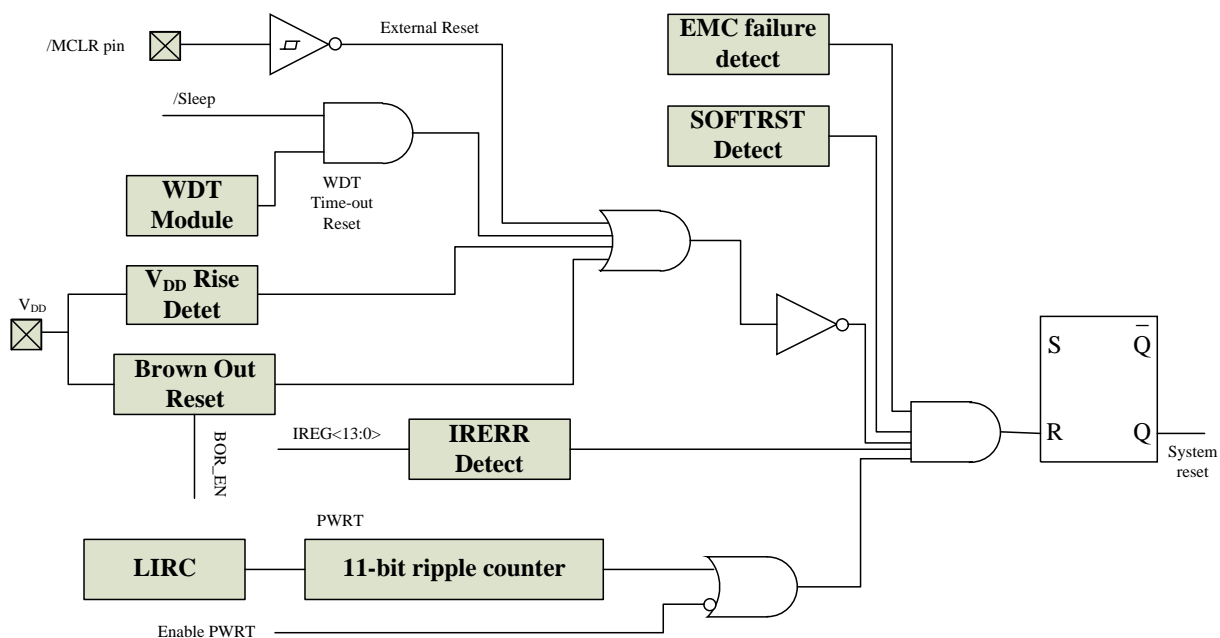 /MCLR pin
External Reset
EMC failure
detect
/Sleep
SOFTRST
Detect
WDT
Module
WDT
Time-out
Reset
VDD Rise
Detet
VDD
Brown Out
Reset
BOR_EN
IREG<13:0>
IRERR
Detect
S
Q
R
Q
System
reset
PWRT
LIRC
11-bit ripple counter
Enable PWRT